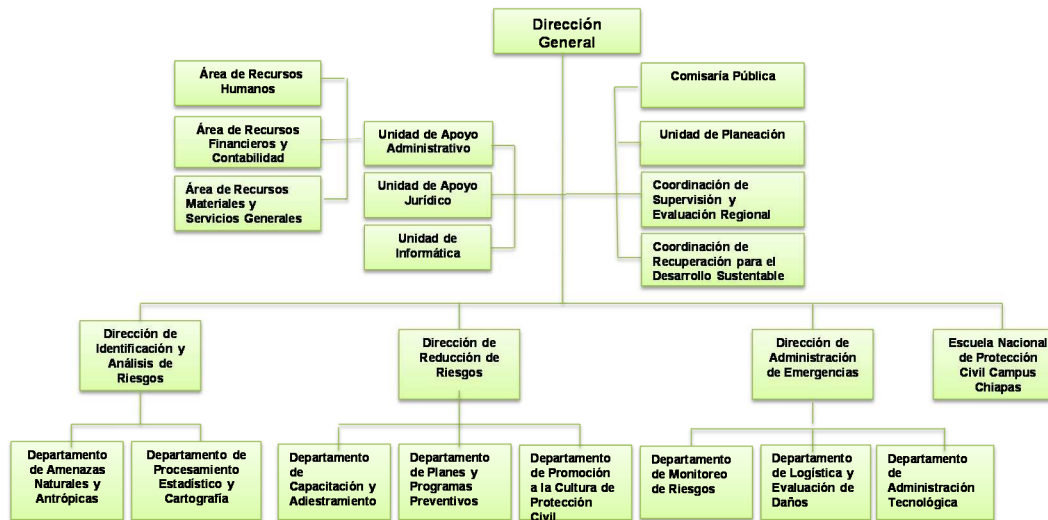 Dirección
General
Área de Recursos
Humanos
Área de Recursos
Financieros y
Contabilidad
Área de Recursos
Materiales y
Servicios Generales
Unidad de Apoyo
Administrativo
Unidad de Apoyo
Jurídico
Unidad de
Informática
Comisaría Pública
Unidad de Planeación
Coordinación de
Supervisión y
Evaluación Regional
Coordinación de
Recuperación para el
Desarrollo Sustentable
Dirección de
Identificación y
Análisis de
Riesgos
Dirección de
Reducción de
Riesgos
Dirección de
Administración
de Emergencias
Escuela Nacional
de Protección
Civil Campus
Chiapas
Departamento
de Amenazas
Naturales y
Antrópicas
Departamento de
Procesamiento
Estadístico y
Cartografía
Departamento
de
Capacitación y
Adiestramiento
Departamento
de Planes y
Programas
Preventivos
Departamento
de Promoción
a la Cultura de
Protección
Civil
Departamento
de Monitoreo
de Riesgos
Departamento
de Logística y
Evaluación de
Daños
Departamento
de
Administración
Tecnológica